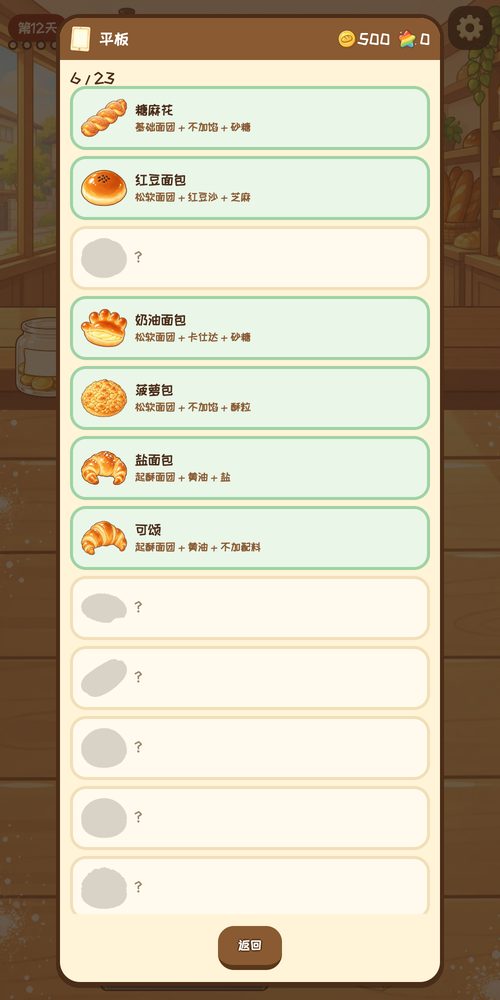 第12天
平板
500
0
6/23
糖麻花
基础面团 + 不加馅 + 砂糖
红豆面包
松软面团 + 红豆沙 + 芝麻
?
奶油面包
松软面团 + 卡仕达 + 砂糖
菠萝包
松软面团 + 不加馅 + 酥粒
盐面包
起酥面团 + 黄油 + 盐
可颂
起酥面团 + 黄油 + 不加配料
?
?
?
?
?
返回